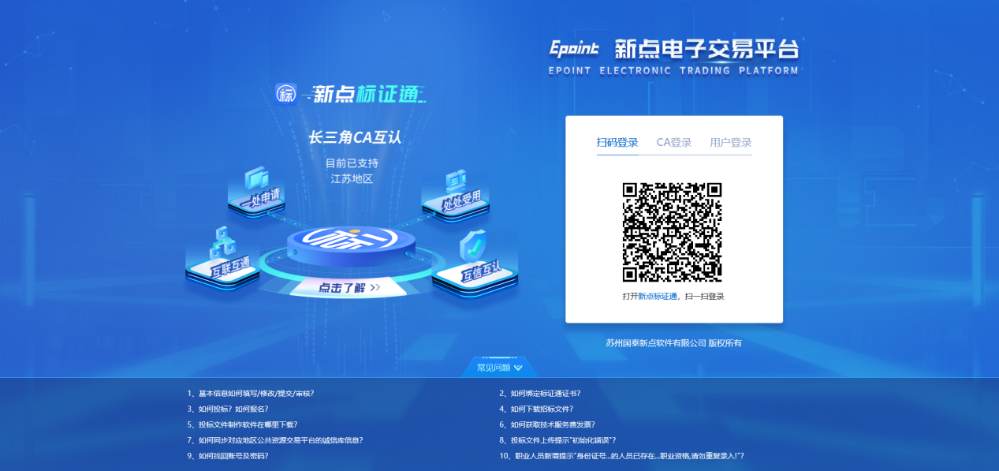 Epoint 新点电子交易平台
EPOINT ELECTRONIC TRADING PLATFORM
标 新点标证通
长三角CA互认
目前已支持
江苏地区
一处申请
处处受用
互联互通
标
互信互认
点击了解 >>
扫码登录 CA登录 用户登录
打开新点标证通，扫一扫登录
苏州国泰新点软件有限公司 版权所有
常见问题
1、基本信息如何填写/修改/提交/审核?
2、如何绑定标证通证书?
3、如何投标? 如何报名?
4、如何下载招标文件?
5、投标文件制作软件在哪里下载?
6、如何获取技术服务费发票?
7、如何同步对应地区公共资源交易平台的诚信库信息?
8、投标文件上传提示"初始化错误"?
9、如何找回账号及密码?
10、职业人员新增提示"身份证号...的人员已存在...职业资格,请勿重复录入!"?